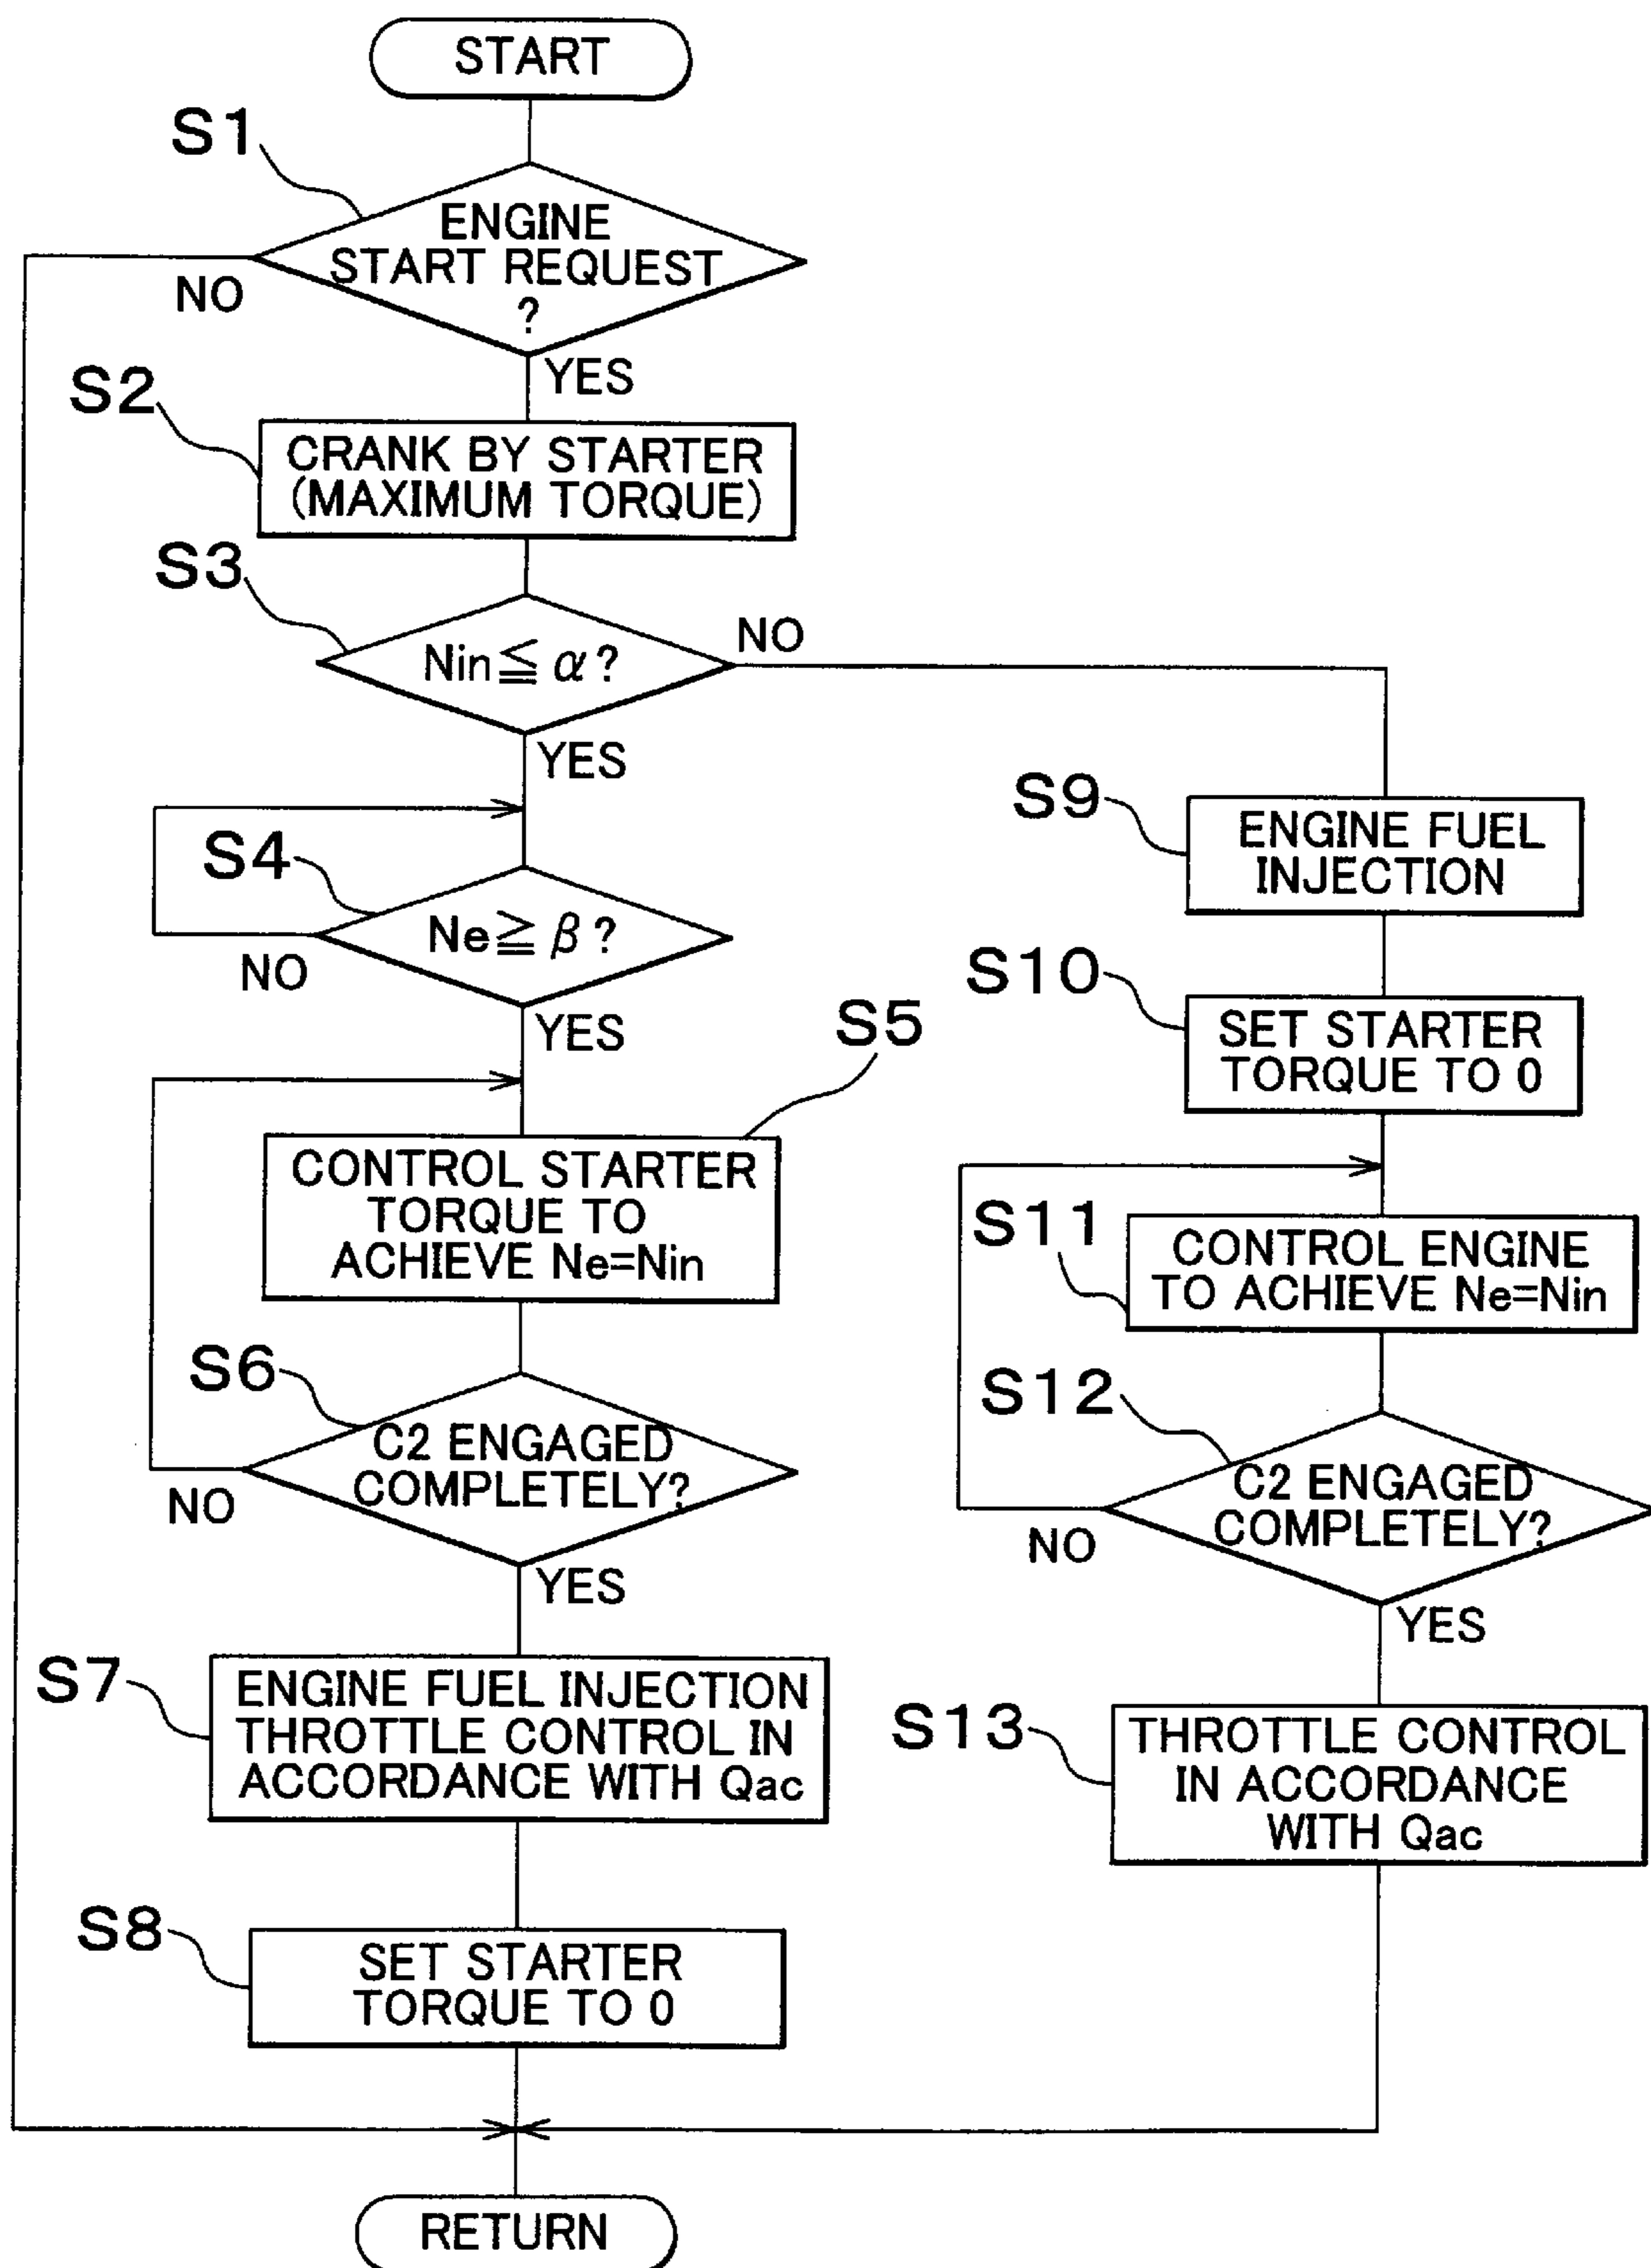 START
S1
ENGINE
START REQUEST
?
NO
YES
S2
CRANK BY STARTER
(MAXIMUM TORQUE)
S3
Nin≦ α?
NO
YES
S4
Ne≧ β?
NO
YES
S5
CONTROL STARTER
TORQUE TO
ACHIEVE Ne=Nin
S6
C2 ENGAGED
COMPLETELY?
NO
YES
S7
ENGINE FUEL INJECTION
THROTTLE CONTROL IN
ACCORDANCE WITH Qac
S8
SET STARTER
TORQUE TO 0
S9
ENGINE FUEL
INJECTION
S10
SET STARTER
TORQUE TO 0
S11
CONTROL ENGINE
TO ACHIEVE Ne=Nin
S12
C2 ENGAGED
COMPLETELY?
NO
YES
S13
THROTTLE CONTROL
IN ACCORDANCE
WITH Qac
RETURN